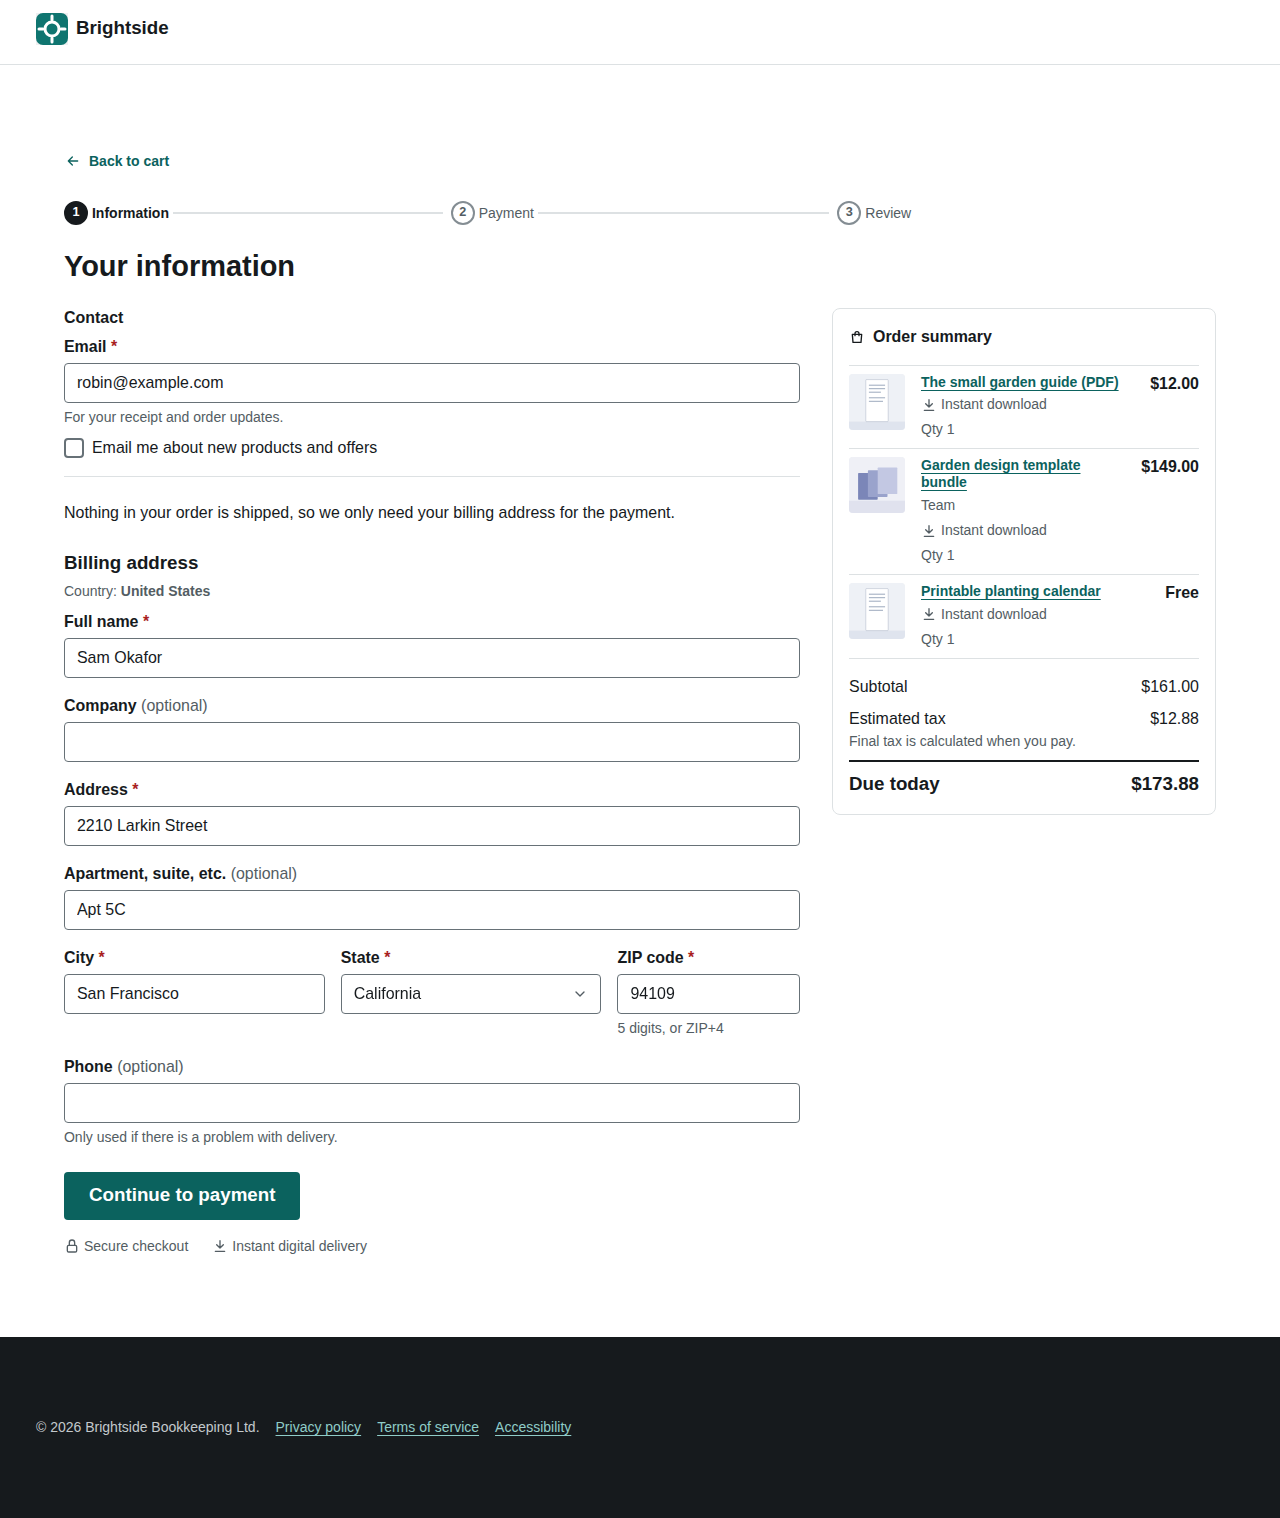 Brightside
Back to cart
1 Information
2 Payment
3 Review
Your information
Contact
Email *
robin@example.com
For your receipt and order updates.
Email me about new products and offers
Nothing in your order is shipped, so we only need your billing address for the payment.
Billing address
Country: United States
Full name *
Sam Okafor
Company (optional)
Address *
2210 Larkin Street
Apartment, suite, etc. (optional)
Apt 5C
City *
State *
ZIP code *
San Francisco
California
94109
5 digits, or ZIP+4
Phone (optional)
Only used if there is a problem with delivery.
Continue to payment
Secure checkout
Instant digital delivery
Order summary
The small garden guide (PDF) $12.00
Instant download
Qty 1
Garden design template $149.00
bundle
Team
Instant download
Qty 1
Printable planting calendar Free
Instant download
Qty 1
Subtotal $161.00
Estimated tax $12.88
Final tax is calculated when you pay.
Due today $173.88
© 2026 Brightside Bookkeeping Ltd. Privacy policy Terms of service Accessibility